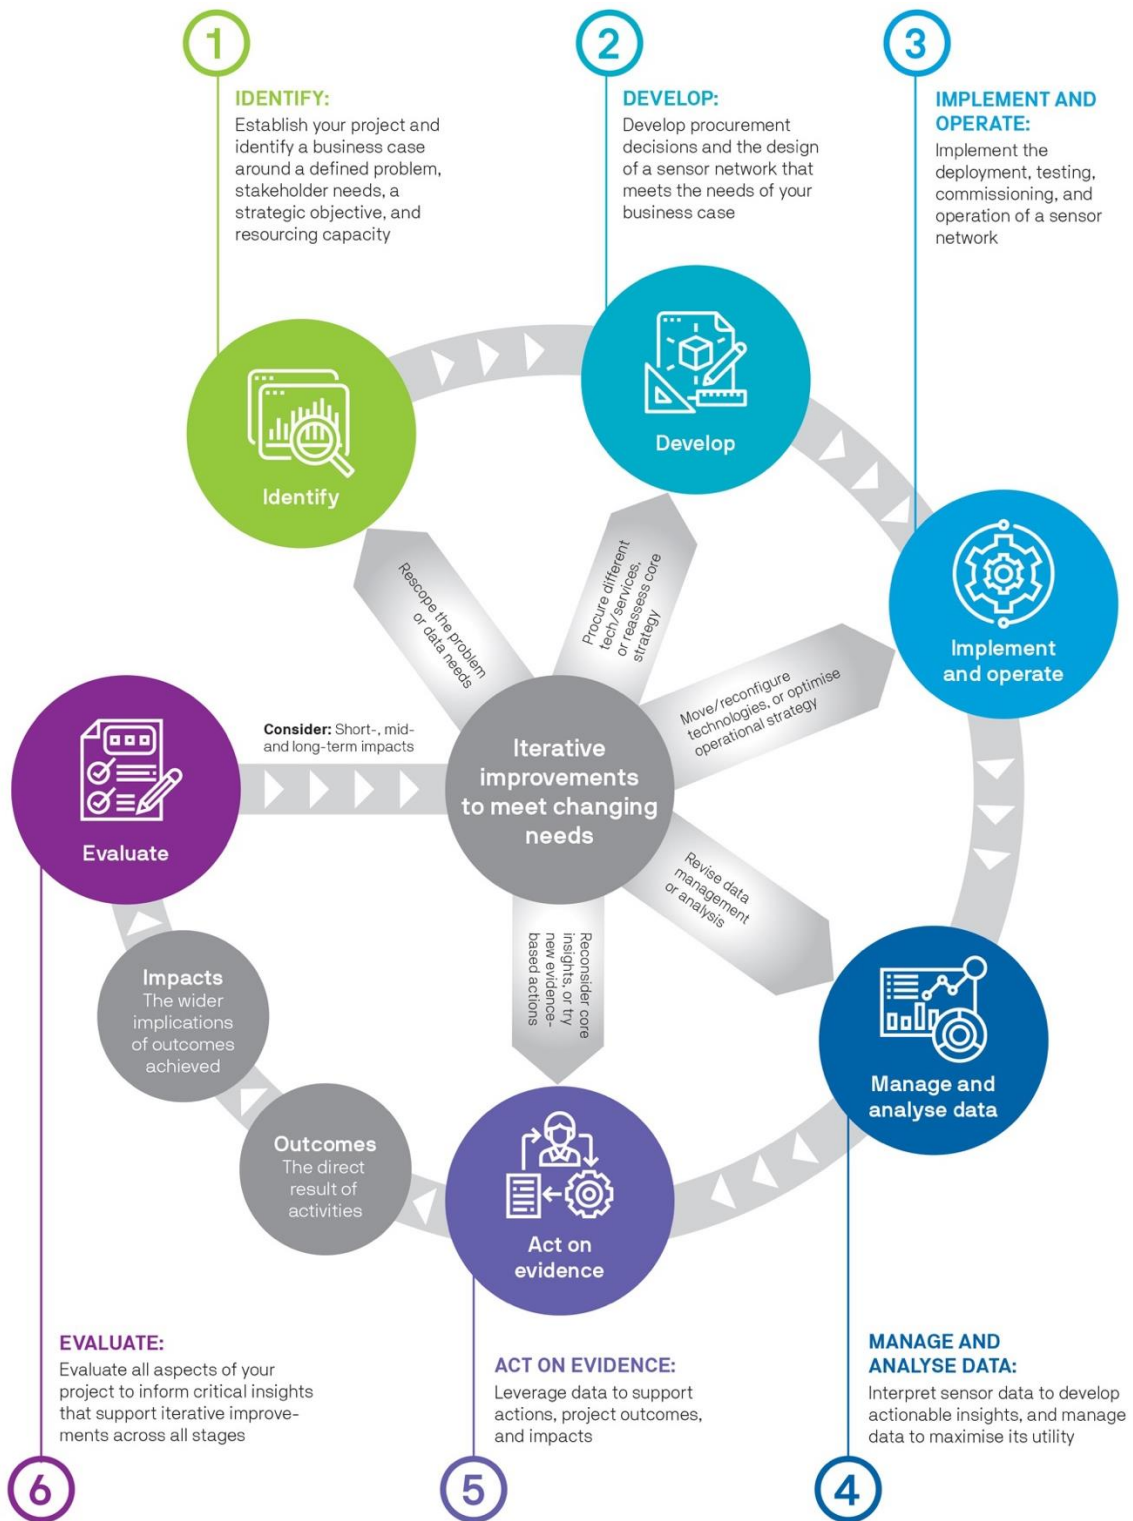 1
IDENTIFY:
Establish your project and
identify a business case
around a defined problem,
stakeholder needs, a
strategic objective, and
resourcing capacity
2
DEVELOP:
Develop procurement
decisions and the design
of a sensor network that
meets the needs of your
business case
3
IMPLEMENT AND
OPERATE:
Implement the
deployment, testing,
commissioning, and
operation of a sensor
network
Identify
Develop
Implement
and operate
Rescope the problem
or data needs
Procure different
tech/services,
or reassess core
strategy
Move/reconfigure
technologies, or optimise
operational strategy
Evaluate
Consider: Short-, mid-
and long-term impacts
Iterative
improvements
to meet changing
needs
Revise data
management
or analysis
Reconsider core
insights, or try
new evidence-
based actions
Manage and
analyse data
Impacts
The wider
implications
of outcomes
achieved
Outcomes
The direct
result of
activities
Act on
evidence
EVALUATE:
Evaluate all aspects of your
project to inform critical insights
that support iterative improve-
ments across all stages
6
ACT ON EVIDENCE:
Leverage data to support
actions, project outcomes,
and impacts
5
MANAGE AND
ANALYSE DATA:
Interpret sensor data to develop
actionable insights, and manage
data to maximise its utility
4